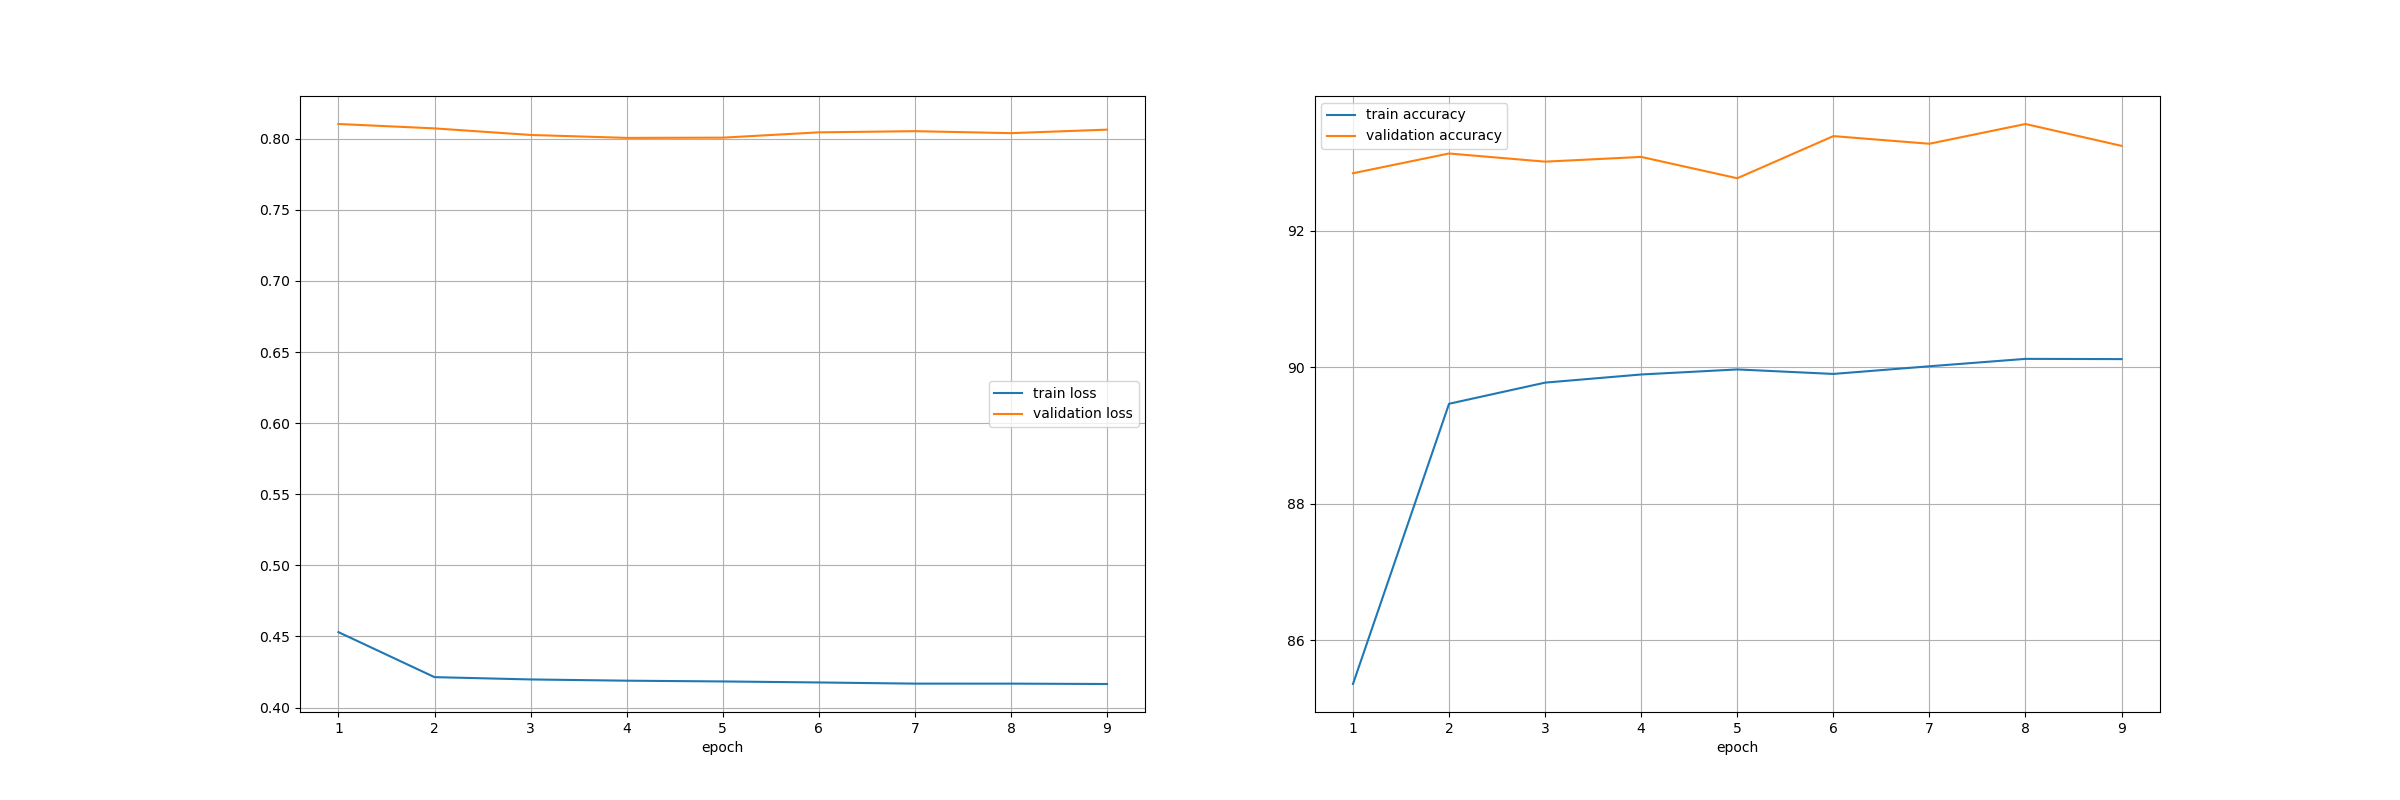 0.80
0.75
0.70
0.65
0.60
0.55
0.50
0.45
0.40
1 2 3 4 5 6 7 8 9
epoch
train loss
validation loss
train accuracy
validation accuracy
92
90
88
86
1 2 3 4 5 6 7 8 9
epoch